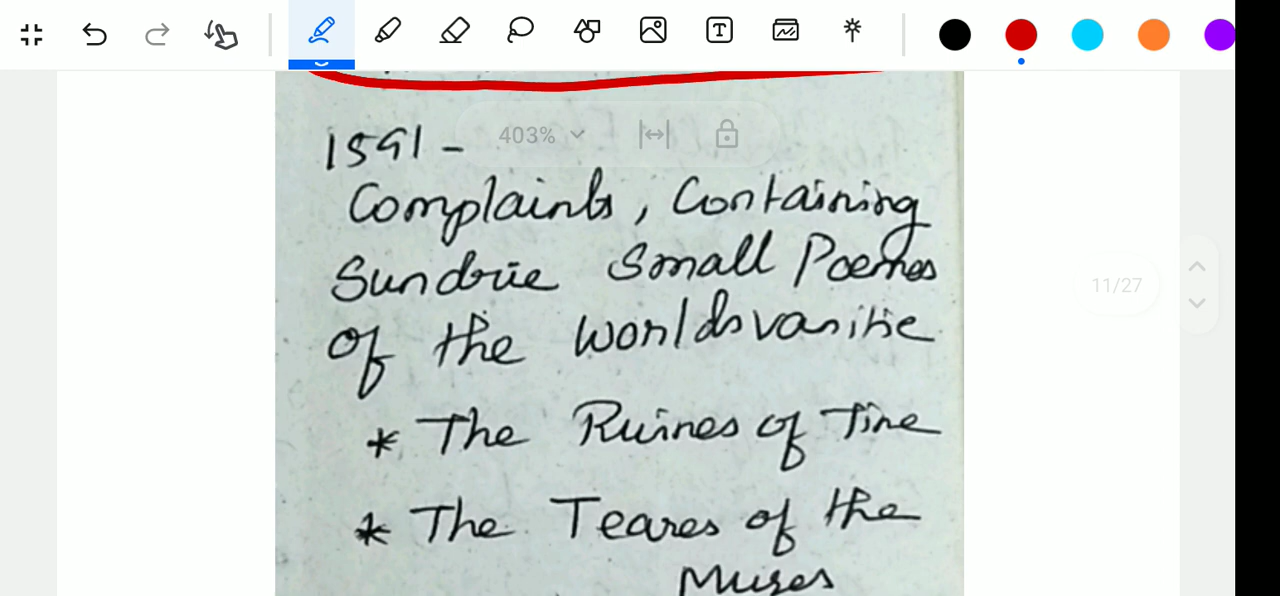 403%
1591 -
Complaints, Containing
Sundrie Small Poemes
of the worlds vanitie
11/27
* The Ruines of Time
* The Teares of the
Muses